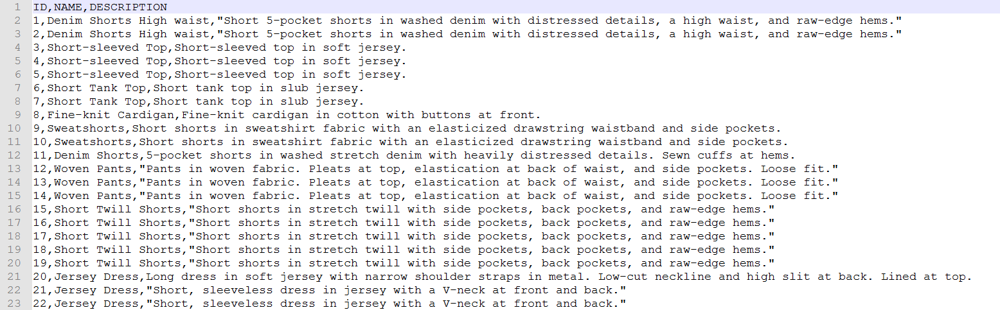 1 ID,NAME,DESCRIPTION
2 1,Denim Shorts High waist,"Short 5-pocket shorts in washed denim with distressed details, a high waist, and raw-edge hems."
3 2,Denim Shorts High waist,"Short 5-pocket shorts in washed denim with distressed details, a high waist, and raw-edge hems."
4 3,Short-sleeved Top,Short-sleeved top in soft jersey.
5 4,Short-sleeved Top,Short-sleeved top in soft jersey.
6 5,Short-sleeved Top,Short-sleeved top in soft jersey.
7 6,Short Tank Top,Short tank top in slub jersey.
8 7,Short Tank Top,Short tank top in slub jersey.
9 8,Fine-knit Cardigan,Fine-knit cardigan in cotton with buttons at front.
10 9,Sweatshorts,Short shorts in sweatshirt fabric with an elasticized drawstring waistband and side pockets.
11 10,Sweatshorts,Short shorts in sweatshirt fabric with an elasticized drawstring waistband and side pockets.
12 11,Denim Shorts,5-pocket shorts in washed stretch denim with heavily distressed details. Sewn cuffs at hems.
13 12,Woven Pants,"Pants in woven fabric. Pleats at top, elastication at back of waist, and side pockets. Loose fit."
14 13,Woven Pants,"Pants in woven fabric. Pleats at top, elastication at back of waist, and side pockets. Loose fit."
15 14,Woven Pants,"Pants in woven fabric. Pleats at top, elastication at back of waist, and side pockets. Loose fit."
16 15,Short Twill Shorts,"Short shorts in stretch twill with side pockets, back pockets, and raw-edge hems."
17 16,Short Twill Shorts,"Short shorts in stretch twill with side pockets, back pockets, and raw-edge hems."
18 17,Short Twill Shorts,"Short shorts in stretch twill with side pockets, back pockets, and raw-edge hems."
19 18,Short Twill Shorts,"Short shorts in stretch twill with side pockets, back pockets, and raw-edge hems."
20 19,Short Twill Shorts,"Short shorts in stretch twill with side pockets, back pockets, and raw-edge hems."
21 20,Jersey Dress,Long dress in soft jersey with narrow shoulder straps in metal. Low-cut neckline and high slit at back. Lined at top.
22 21,Jersey Dress,"Short, sleeveless dress in jersey with a V-neck at front and back."
23 22,Jersey Dress,"Short, sleeveless dress in jersey with a V-neck at front and back."